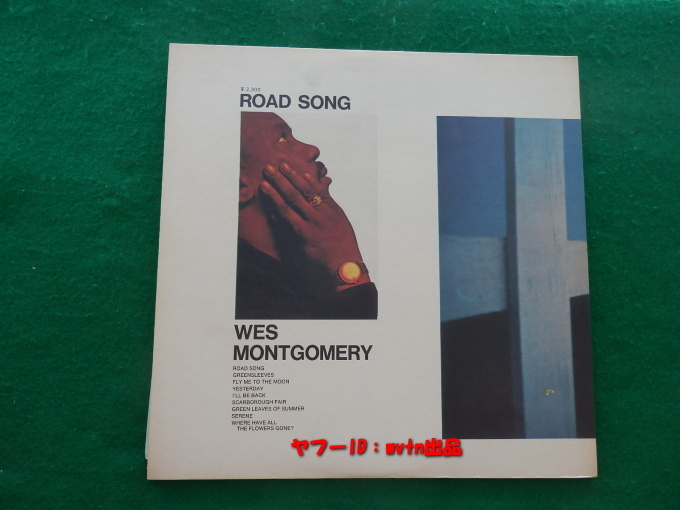 ¥2,300
ROAD SONG
WES
MONTGOMERY
ROAD SONG
GREENSLEEVES
FLY ME TO THE MOON
YESTERDAY
I'LL BE BACK
SCARBOROUGH FAIR
GREEN LEAVES OF SUMMER
SERENE
WHERE HAVE ALL
THE FLOWERS GONE?
ヤフーID：mvtn出品